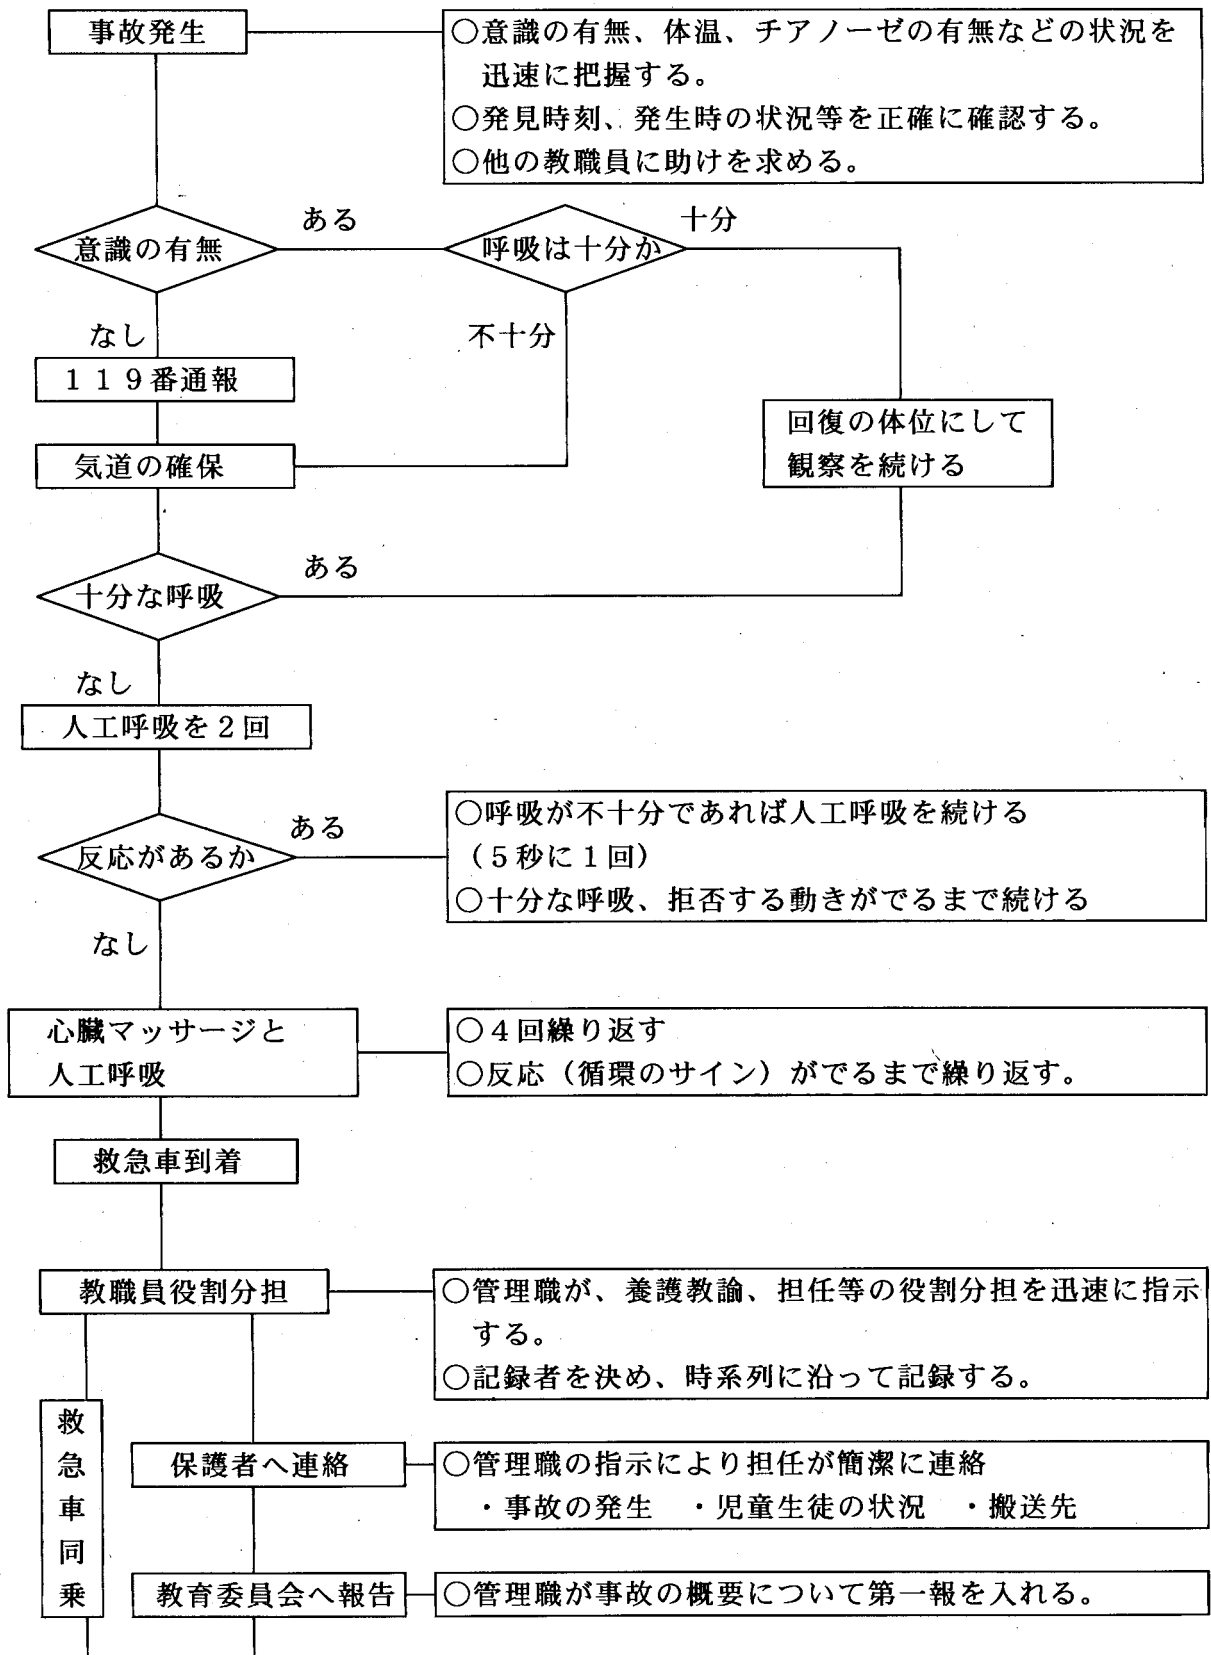 事故発生
○意識の有無、体温、チアノーゼの有無などの状況を
迅速に把握する。
○発見時刻、発生時の状況等を正確に確認する。
○他の教職員に助けを求める。
意識の有無
ある
呼吸は十分か
十分
なし
不十分
119番通報
気道の確保
回復の体位にして
観察を続ける
十分な呼吸
ある
なし
人工呼吸を2回
反応があるか
ある
○呼吸が不十分であれば人工呼吸を続ける
(5秒に1回)
○十分な呼吸、拒否する動きがでるまで続ける
なし
心臓マッサージと
人工呼吸
○4回繰り返す
○反応(循環のサイン)がでるまで繰り返す。
救急車到着
教職員役割分担
○管理職が、養護教諭、担任等の役割分担を迅速に指示
する。
○記録者を決め、時系列に沿って記録する。
救急車同乗
保護者へ連絡
○管理職の指示により担任が簡潔に連絡
・事故の発生 ・児童生徒の状況 ・搬送先
教育委員会へ報告
○管理職が事故の概要について第一報を入れる。